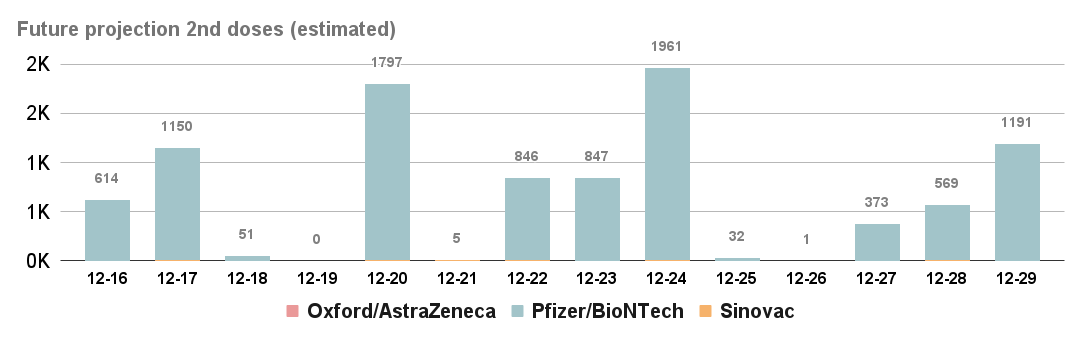 Future projection 2nd doses (estimated)
2K
2K
1K
1K
0K
614
1150
51
0
1797
5
846
847
1961
32
1
373
569
1191
12-16 12-17 12-18 12-19 12-20 12-21 12-22 12-23 12-24 12-25 12-26 12-27 12-28 12-29
Oxford/AstraZeneca Pfizer/BioNTech Sinovac